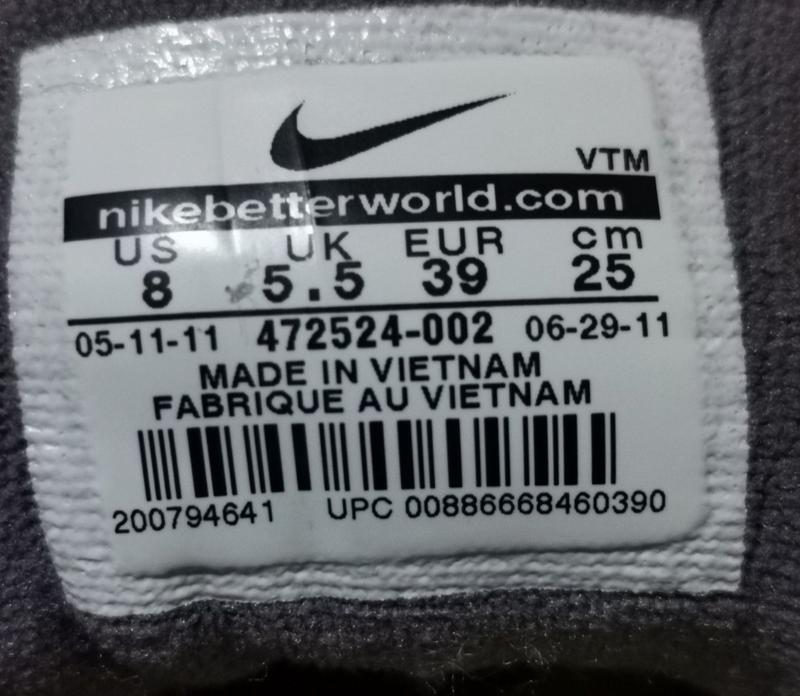 VTM
nikebetterworld.com
US UK EUR cm
8 5.5 39 25
05-11-11 472524-002 06-29-11
MADE IN VIETNAM
FABRIQUE AU VIETNAM
200794641 UPC 00886668460390